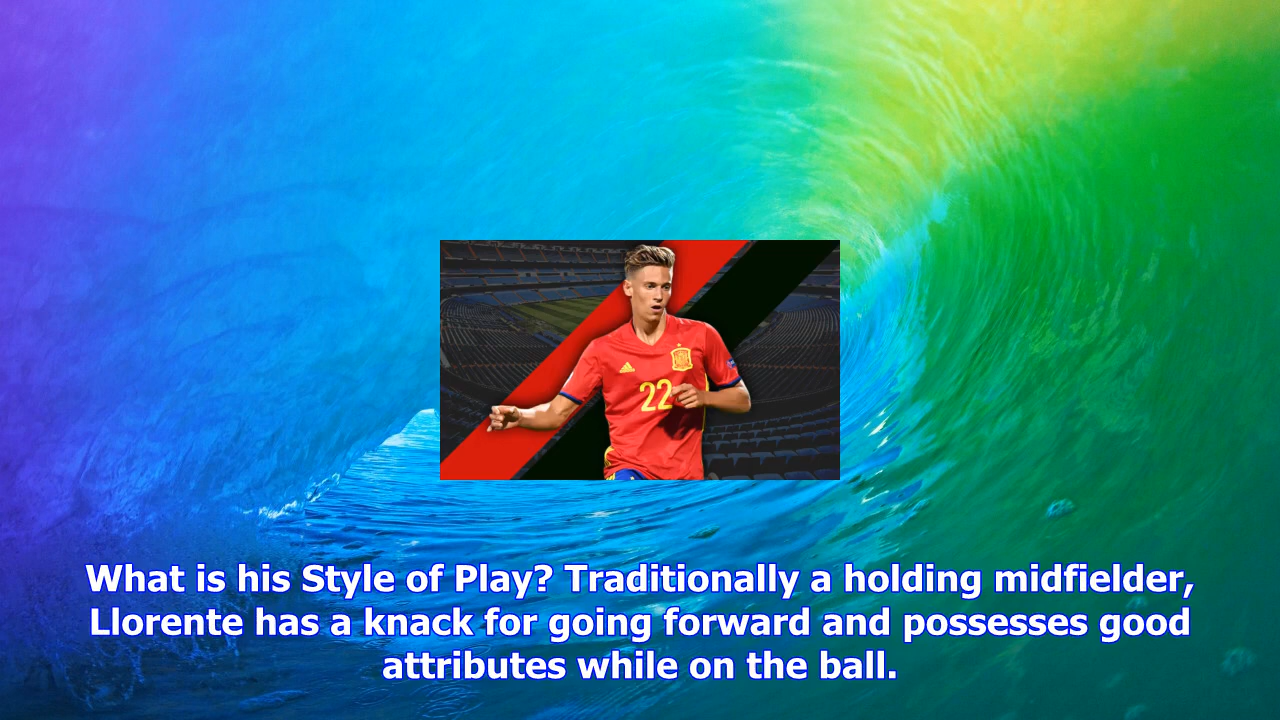 22
What is his Style of Play? Traditionally a holding midfielder,
Llorente has a knack for going forward and possesses good
attributes while on the ball.